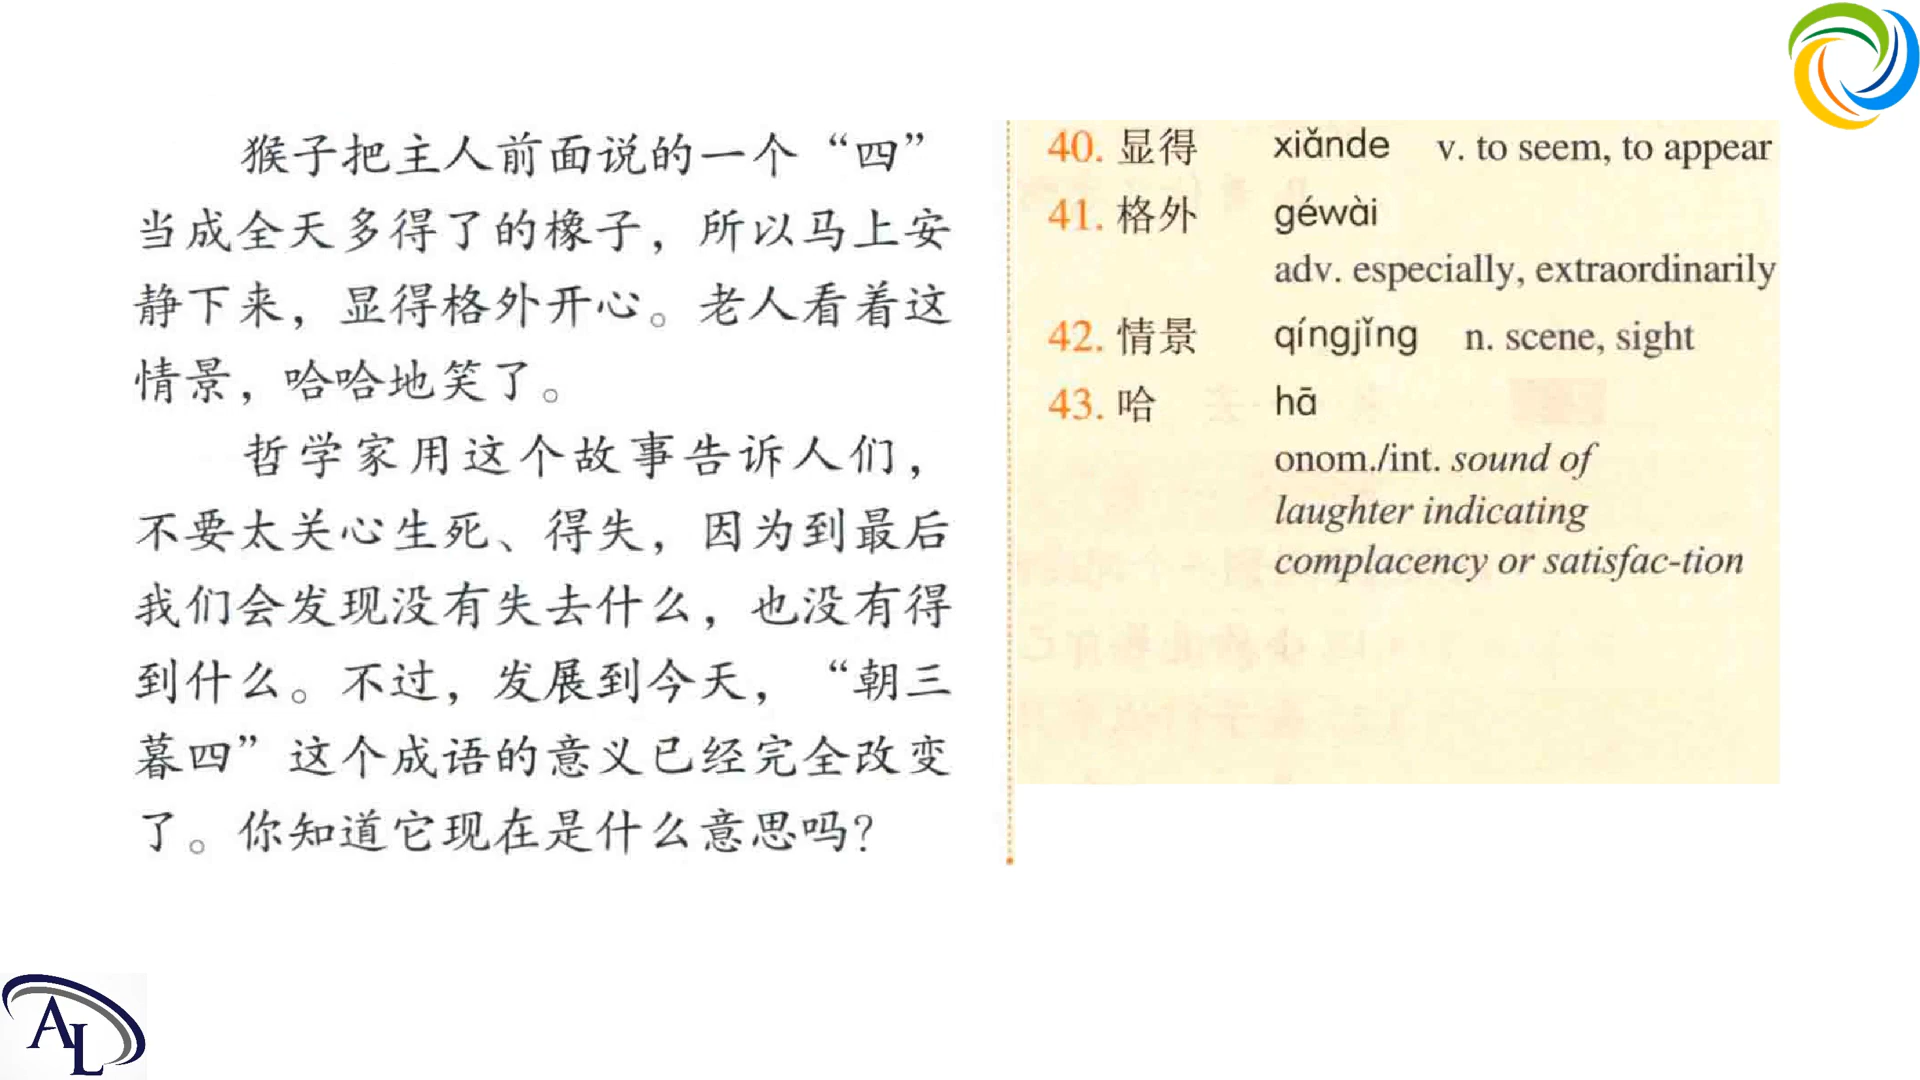 猴子把主人前面说的一个“四”
当成全天多得了的橡子，所以马上安
静下来，显得格外开心。老人看着这
情景，哈哈地笑了。
哲学家用这个故事告诉人们，
不要太关心生死、得失，因为到最后
我们会发现没有失去什么，也没有得
到什么。不过，发展到今天，“朝三
暮四”这个成语的意义已经完全改变
了。你知道它现在是什么意思吗？
40. 显得 xiǎnde v. to seem, to appear
41. 格外 géwài
adv. especially, extraordinarily
42. 情景 qíngjǐng n. scene, sight
43. 哈 hā
onom./int. sound of
laughter indicating
complacency or satisfac-tion
AL